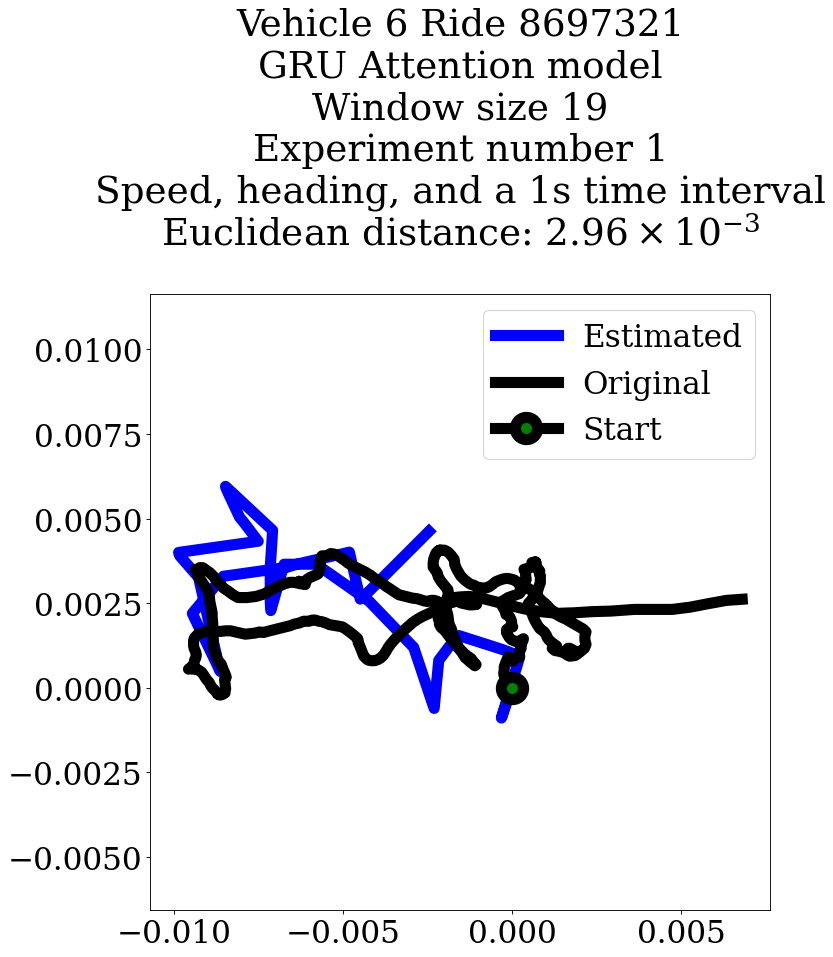 Vehicle 6 Ride 8697321
GRU Attention model
Window size 19
Experiment number 1
Speed, heading, and a 1s time interval
Euclidean distance: 2.96 × 10⁻³
Estimated
Original
Start
0.0100
0.0075
0.0050
0.0025
0.0000
−0.0025
−0.0050
−0.010 −0.005 0.000 0.005